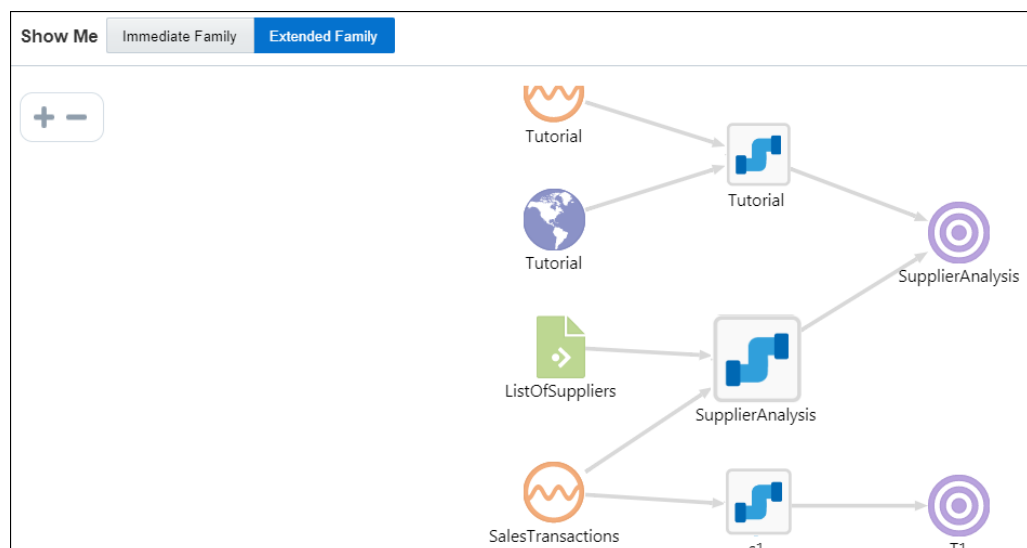 Show Me Immediate Family Extended Family
Tutorial
Tutorial
Tutorial
SupplierAnalysis
ListOfSuppliers
SupplierAnalysis
SalesTransactions